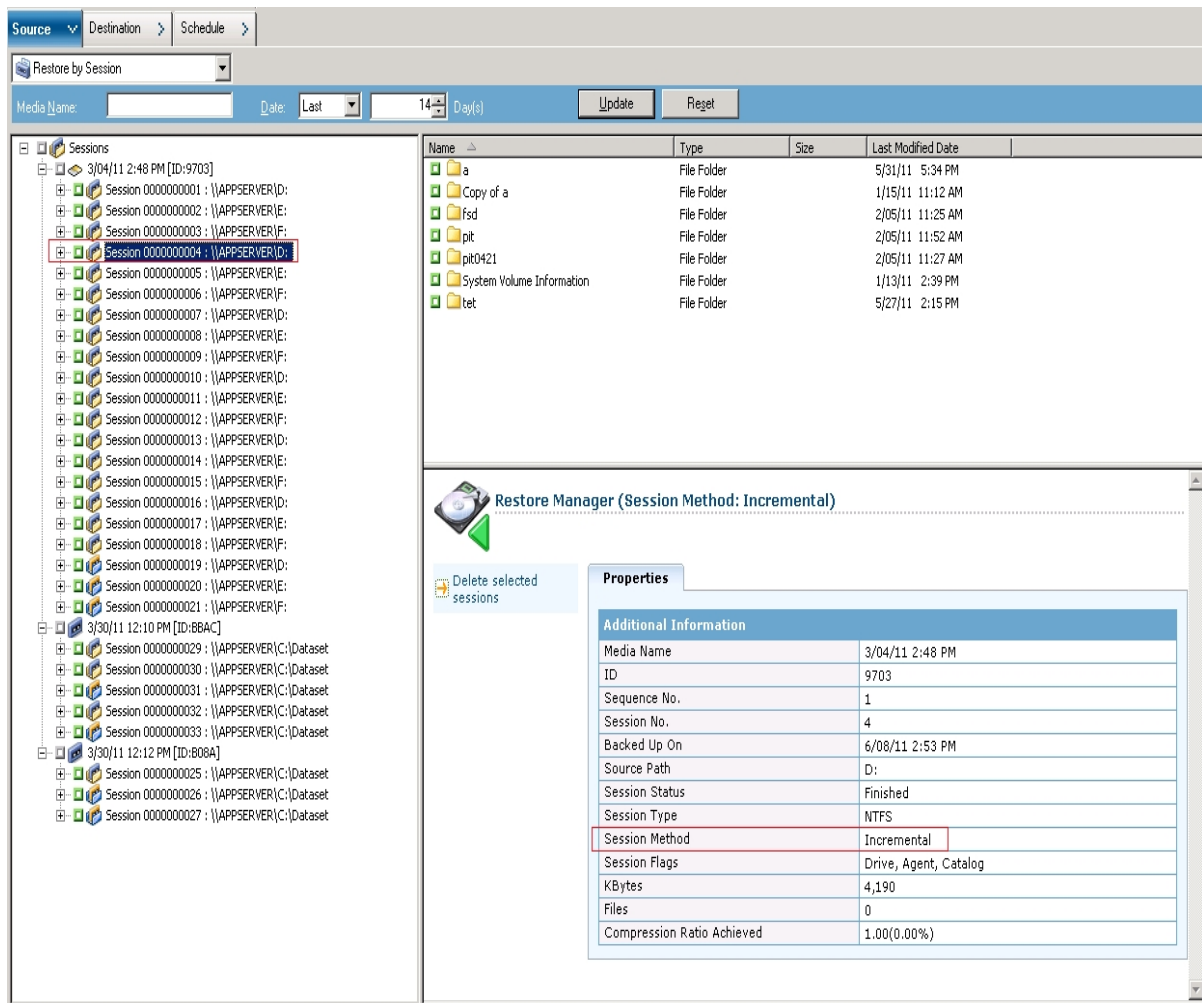 Source
Destination
Schedule
Restore by Session
Media Name:
Date: Last 14 Day(s)
Update
Reset
Sessions
3/04/11 2:48 PM [ID:9703]
Session 0000000001 : \\APPSERVER\D:
Session 0000000002 : \\APPSERVER\E:
Session 0000000003 : \\APPSERVER\F:
Session 0000000004 : \\APPSERVER\D:
Session 0000000005 : \\APPSERVER\E:
Session 0000000006 : \\APPSERVER\F:
Session 0000000007 : \\APPSERVER\D:
Session 0000000008 : \\APPSERVER\E:
Session 0000000009 : \\APPSERVER\F:
Session 0000000010 : \\APPSERVER\D:
Session 0000000011 : \\APPSERVER\E:
Session 0000000012 : \\APPSERVER\F:
Session 0000000013 : \\APPSERVER\D:
Session 0000000014 : \\APPSERVER\E:
Session 0000000015 : \\APPSERVER\F:
Session 0000000016 : \\APPSERVER\D:
Session 0000000017 : \\APPSERVER\E:
Session 0000000018 : \\APPSERVER\F:
Session 0000000019 : \\APPSERVER\D:
Session 0000000020 : \\APPSERVER\E:
Session 0000000021 : \\APPSERVER\F:
3/30/11 12:10 PM [ID:BBAC]
Session 0000000029 : \\APPSERVER\C:\Dataset
Session 0000000030 : \\APPSERVER\C:\Dataset
Session 0000000031 : \\APPSERVER\C:\Dataset
Session 0000000032 : \\APPSERVER\C:\Dataset
Session 0000000033 : \\APPSERVER\C:\Dataset
3/30/11 12:12 PM [ID:B08A]
Session 0000000025 : \\APPSERVER\C:\Dataset
Session 0000000026 : \\APPSERVER\C:\Dataset
Session 0000000027 : \\APPSERVER\C:\Dataset
Name Type Size Last Modified Date
a File Folder 5/31/11 5:34 PM
Copy of a File Folder 1/15/11 11:12 AM
fsd File Folder 2/05/11 11:25 AM
pit File Folder 2/05/11 11:52 AM
pit0421 File Folder 2/05/11 11:27 AM
System Volume Information File Folder 1/13/11 2:39 PM
tet File Folder 5/27/11 2:15 PM
Restore Manager (Session Method: Incremental)
Delete selected
sessions
Properties
Additional Information
Media Name 3/04/11 2:48 PM
ID 9703
Sequence No. 1
Session No. 4
Backed Up On 6/08/11 2:53 PM
Source Path D:
Session Status Finished
Session Type NTFS
Session Method Incremental
Session Flags Drive, Agent, Catalog
KBytes 4,190
Files 0
Compression Ratio Achieved 1.00(0.00%)